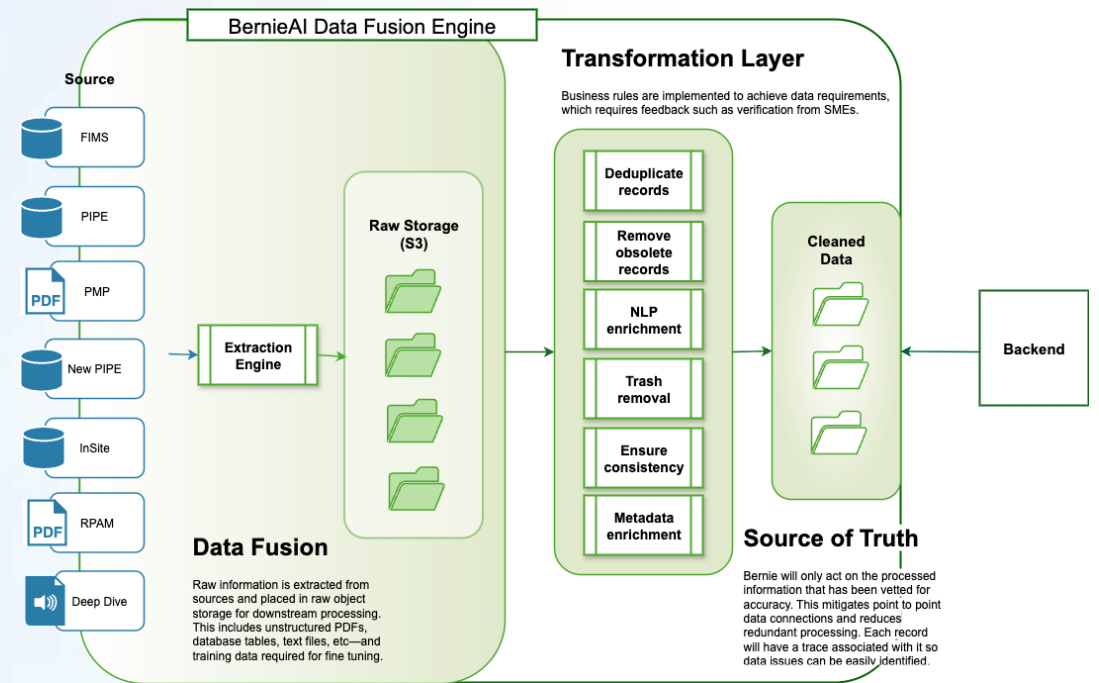 BernieAI Data Fusion Engine
Source
FIMS
PIPE
PDF
PMP
New PIPE
InSite
PDF
RPAM
Deep Dive
Extraction
Engine
Raw Storage
(S3)
Data Fusion
Raw information is extracted from
sources and placed in raw object
storage for downstream processing.
This includes unstructured PDFs,
database tables, text files, etc—and
training data required for fine tuning.
Transformation Layer
Business rules are implemented to achieve data requirements,
which requires feedback such as verification from SMEs.
Deduplicate
records
Remove
obsolete
records
NLP
enrichment
Trash
removal
Ensure
consistency
Metadata
enrichment
Cleaned
Data
Source of Truth
Bernie will only act on the processed
information that has been vetted for
accuracy. This mitigates point to point
data connections and reduces
redundant processing. Each record
will have a trace associated with it so
data issues can be easily identified.
Backend